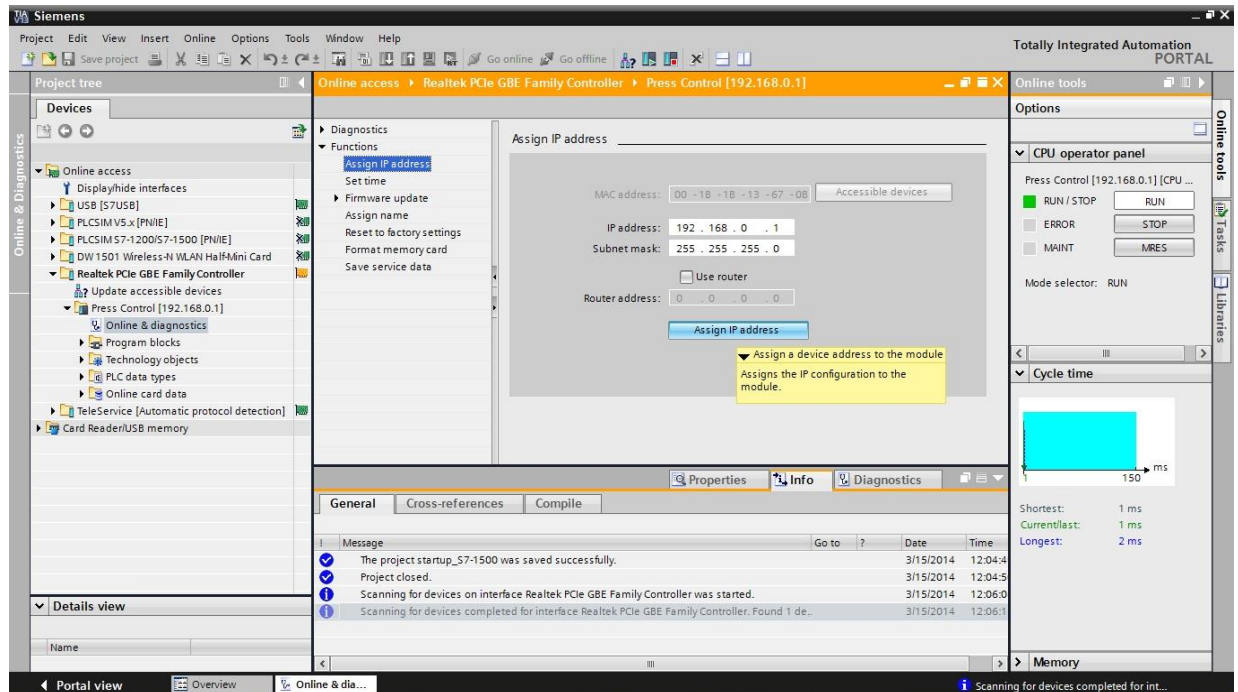 Siemens
Project Edit View Insert Online Options Tools Window Help
Save project
Go online
Go offline
Totally Integrated Automation
PORTAL
Project tree
Devices
Online & Diagnostics
Online access
Display/hide interfaces
USB [S7USB]
PLCSIM V5.x [PN/IE]
PLCSIM S7-1200/S7-1500 [PN/IE]
DW 1501 Wireless-N WLAN Half-Mini Card
Realtek PCIe GBE Family Controller
Update accessible devices
Press Control [192.168.0.1]
Online & diagnostics
Program blocks
Technology objects
PLC data types
Online card data
TeleService [Automatic protocol detection]
Card Reader/USB memory
Details view
Name
Online access Realtek PCIe GBE Family Controller Press Control [192.168.0.1]
Diagnostics
Functions
Assign IP address
Set time
Firmware update
Assign name
Reset to factory settings
Format memory card
Save service data
Assign IP address
MAC address: 00 -1B -1B -13 -67 -0B Accessible devices
IP address: 192 . 168 . 0 . 1
Subnet mask: 255 . 255 . 255 . 0
Use router
Router address: 0 . 0 . 0 . 0
Assign IP address
Assign a device address to the module
Assigns the IP configuration to the
module.
Properties Info Diagnostics
General Cross-references Compile
! Message Go to ? Date Time
The project startup_S7-1500 was saved successfully. 3/15/2014 12:04:4
Project closed. 3/15/2014 12:04:5
Scanning for devices on interface Realtek PCIe GBE Family Controller was started. 3/15/2014 12:06:0
Scanning for devices completed for interface Realtek PCIe GBE Family Controller. Found 1 de.. 3/15/2014 12:06:1
Online tools
Options
CPU operator panel
Press Control [192.168.0.1] [CPU ...
RUN / STOP RUN
ERROR STOP
MAINT MRES
Mode selector: RUN
Cycle time
ms
1 150
Shortest: 1 ms
Current/last: 1 ms
Longest: 2 ms
Memory
Online tools
Tasks
Libraries
Portal view Overview Online & dia...
Scanning for devices completed for int...